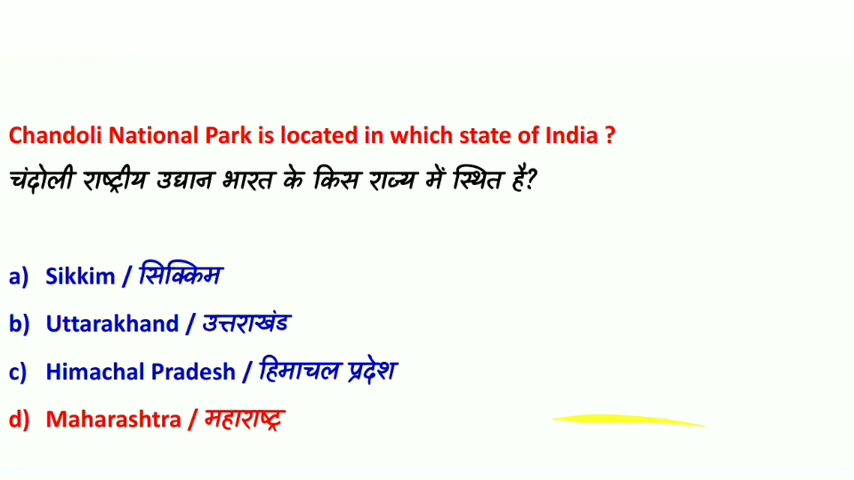 Chandoli National Park is located in which state of India ?
चंदोली राष्ट्रीय उद्यान भारत के किस राज्य में स्थित है?
a) Sikkim / सिक्किम
b) Uttarakhand / उत्तराखंड
c) Himachal Pradesh / हिमाचल प्रदेश
d) Maharashtra / महाराष्ट्र